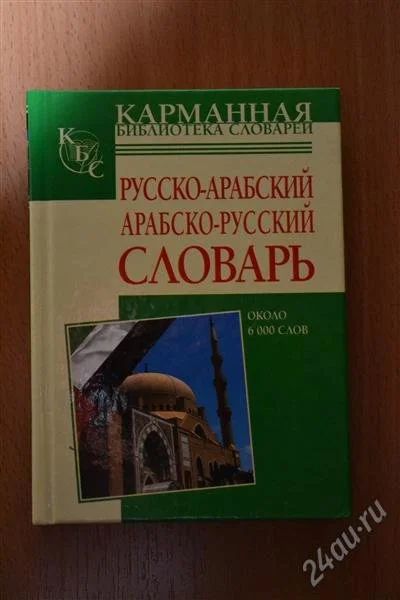 КАРМАННАЯ
БИБЛИОТЕКА СЛОВАРЕЙ
КБС
РУССКО-АРАБСКИЙ
АРАБСКО-РУССКИЙ
СЛОВАРЬ
ОКОЛО
6 000 СЛОВ
24au.ru